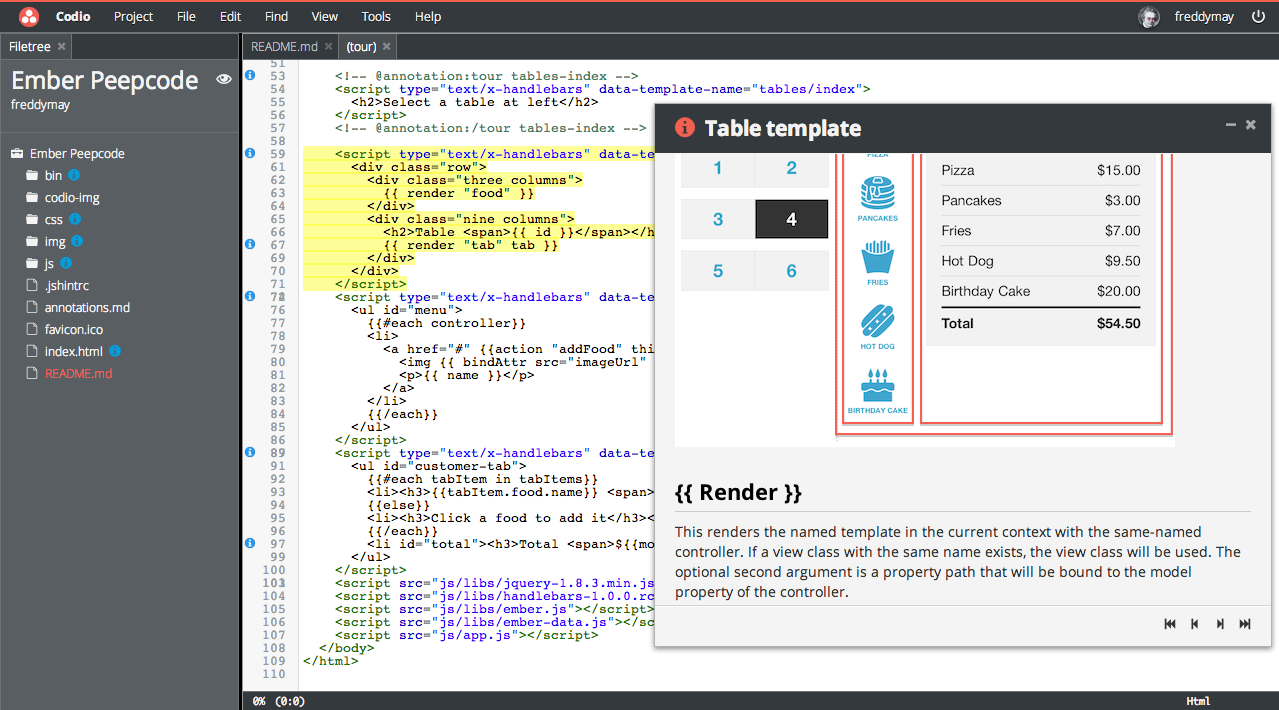 Codio Project File Edit Find View Tools Help freddymay
Filetree × README.md × (tour) ×
Ember Peepcode
freddymay
Ember Peepcode
bin
codio-img
css
img
js
.jshintrc
annotations.md
favicon.ico
index.html
README.md
51
53 <!-- @annotation:tour tables-index -->
54 <script type="text/x-handlebars" data-template-name="tables/index">
55 <h2>Select a table at left</h2>
56 </script>
57 <!-- @annotation:/tour tables-index -->
58
59 <script type="text/x-handlebars" data-te
61 <div class="row">
62 <div class="three columns">
63 {{ render "food" }}
64 </div>
65 <div class="nine columns">
66 <h2>Table <span>{{ id }}</span></h
67 {{ render "tab" tab }}
69 </div>
70 </div>
71 </script>
<script type="text/x-handlebars" data-te
76 <ul id="menu">
77 {{#each controller}}
78 <li>
79 <a href="#" {{action "addFood" thi
80 <img {{ bindAttr src="imageUrl"
81 <p>{{ name }}</p>
82 </a>
83 </li>
84 {{/each}}
85 </ul>
86 </script>
89 <script type="text/x-handlebars" data-te
91 <ul id="customer-tab">
92 {{#each tabItem in tabItems}}
93 <li><h3>{{tabItem.food.name}} <span>
94 {{else}}
95 <li><h3>Click a food to add it</h3><
96 {{/each}}
97 <li id="total"><h3>Total <span>${{mo
99 </ul>
100 </script>
103 <script src="js/libs/jquery-1.8.3.min.js
104 <script src="js/libs/handlebars-1.0.0.rc
105 <script src="js/libs/ember.js"></script>
106 <script src="js/libs/ember-data.js"></sc
107 <script src="js/app.js"></script>
108 </body>
109 </html>
110
0% (0:0) Html
Table template
1 2
3 4
5 6
PIZZA
PANCAKES
FRIES
HOT DOG
BIRTHDAY CAKE
Pizza $15.00
Pancakes $3.00
Fries $7.00
Hot Dog $9.50
Birthday Cake $20.00
Total $54.50
{{ Render }}
This renders the named template in the current context with the same-named
controller. If a view class with the same name exists, the view class will be used. The
optional second argument is a property path that will be bound to the model
property of the controller.